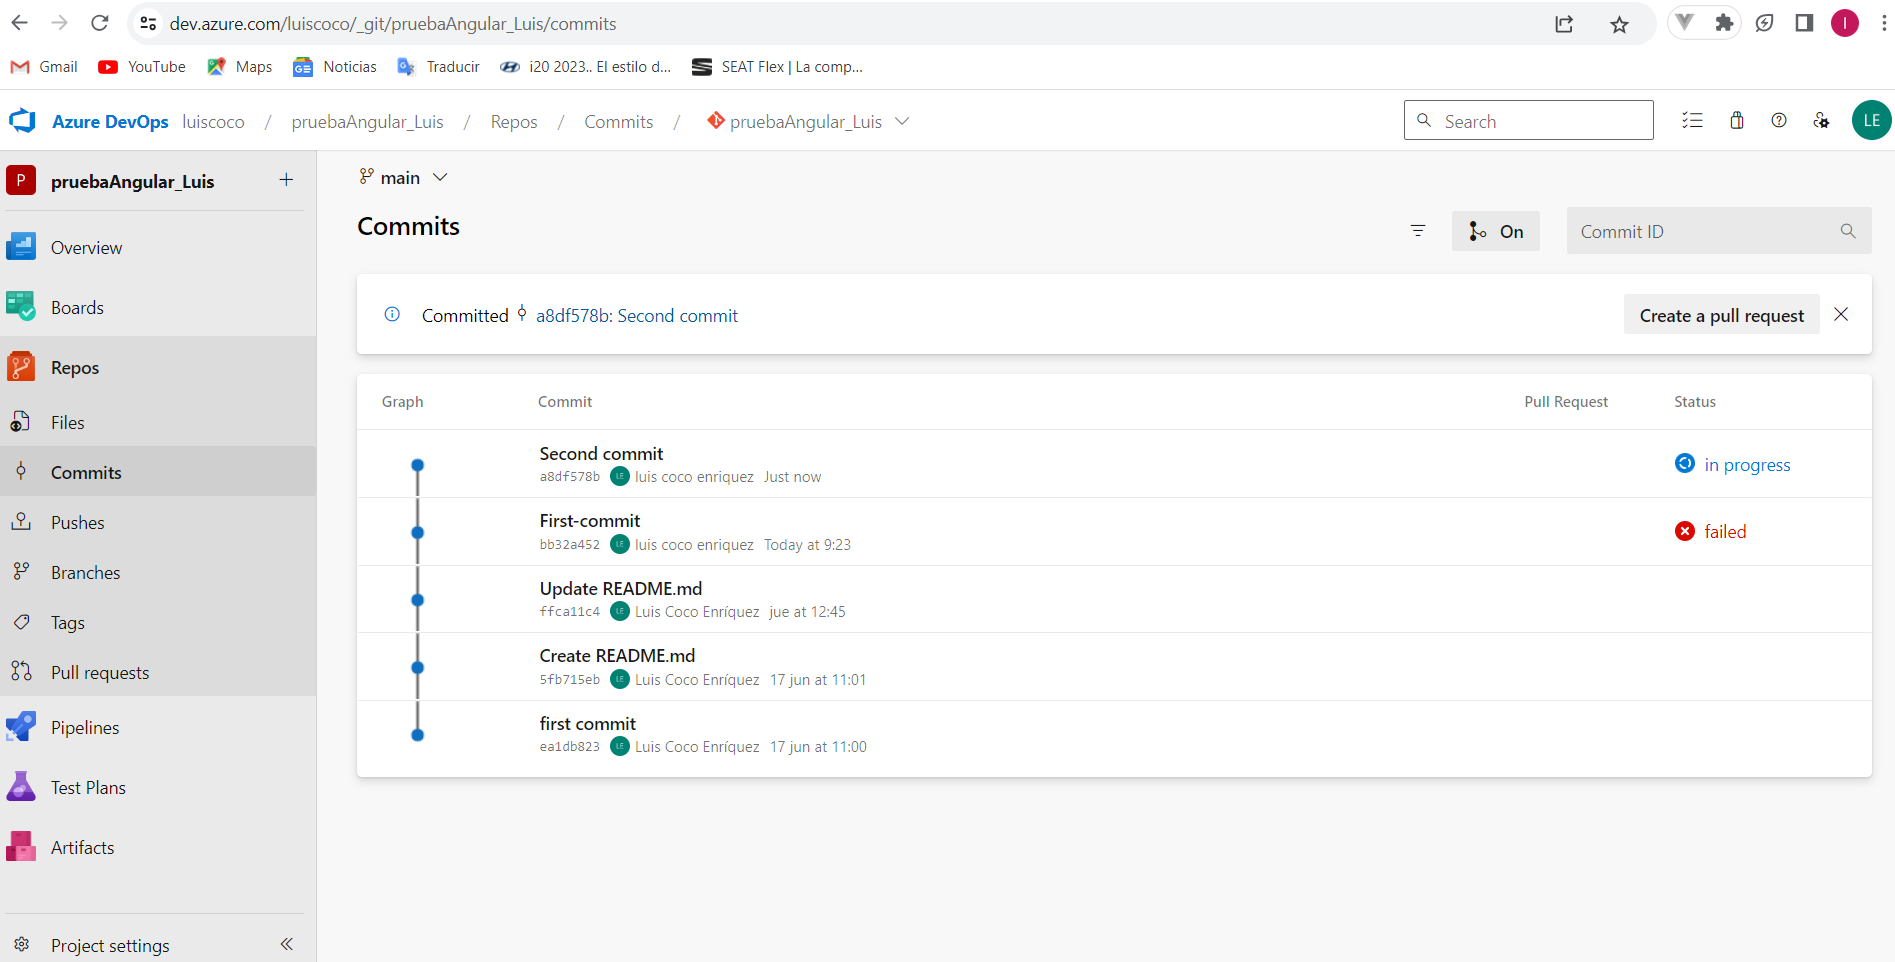 dev.azure.com/luiscoco/_git/pruebaAngular_Luis/commits
I
Gmail YouTube Maps Noticias Traducir i20 2023.. El estilo d... SEAT Flex | La comp...
Azure DevOps luiscoco / pruebaAngular_Luis / Repos / Commits / pruebaAngular_Luis
Search
LE
P pruebaAngular_Luis +
Overview
Boards
Repos
Files
Commits
Pushes
Branches
Tags
Pull requests
Pipelines
Test Plans
Artifacts
Project settings
main
Commits
On
Commit ID
Committed a8df578b: Second commit
Create a pull request
Graph Commit Pull Request Status
Second commit
a8df578b LE luis coco enriquez Just now
in progress
First-commit
bb32a452 LE luis coco enriquez Today at 9:23
failed
Update README.md
ffca11c4 LE Luis Coco Enríquez jue at 12:45
Create README.md
5fb715eb LE Luis Coco Enríquez 17 jun at 11:01
first commit
ea1db823 LE Luis Coco Enríquez 17 jun at 11:00